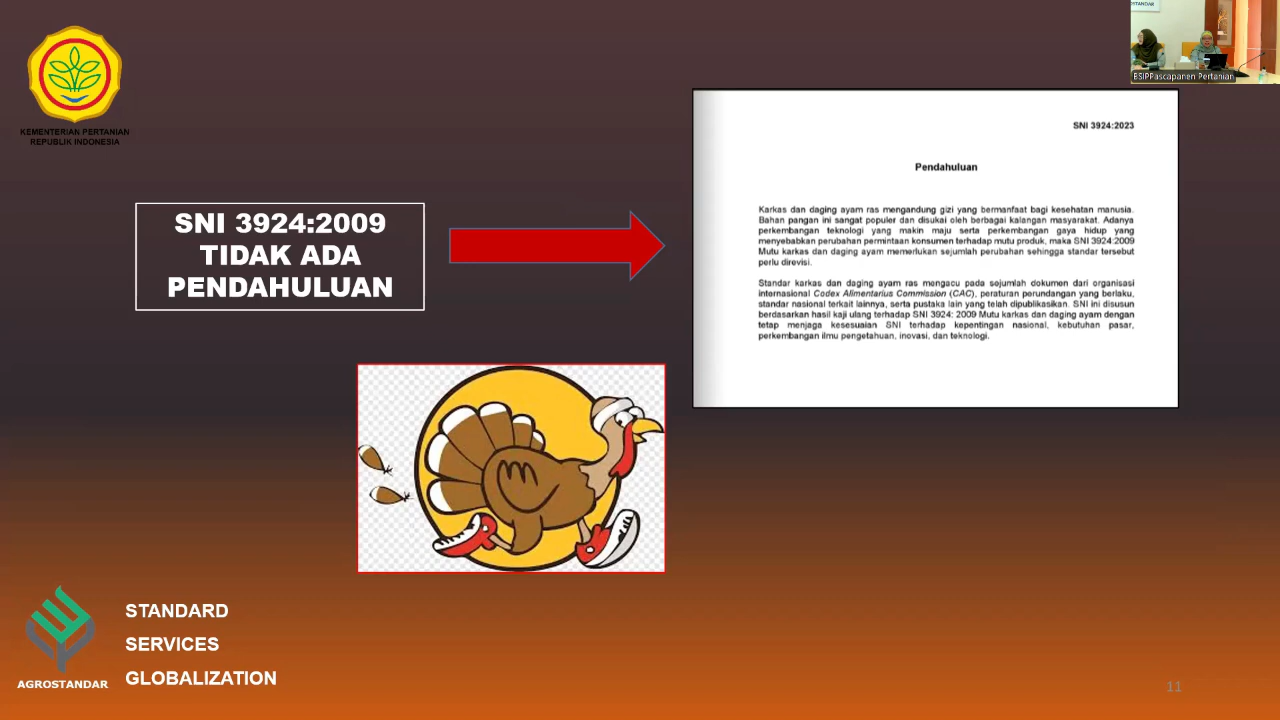 OSTANDAR
BSIPPascapanen Pertanian
KEMENTERIAN PERTANIAN
REPUBLIK INDONESIA
SNI 3924:2009
TIDAK ADA
PENDAHULUAN
SNI 3924:2023
Pendahuluan
Karkas dan daging ayam ras mengandung gizi yang bermanfaat bagi kesehatan manusia.
Bahan pangan ini sangat populer dan disukai oleh berbagai kalangan masyarakat. Adanya
perkembangan teknologi yang makin maju serta perkembangan gaya hidup yang
menyebabkan perubahan permintaan konsumen terhadap mutu produk, maka SNI 3924:2009
Mutu karkas dan daging ayam memerlukan sejumlah perubahan sehingga standar tersebut
perlu direvisi.
Standar karkas dan daging ayam ras mengacu pada sejumlah dokumen dari organisasi
internasional Codex Alimentarius Commission (CAC), peraturan perundangan yang berlaku,
standar nasional terkait lainnya, serta pustaka lain yang telah dipublikasikan. SNI ini disusun
berdasarkan hasil kaji ulang terhadap SNI 3924: 2009 Mutu karkas dan daging ayam dengan
tetap menjaga kesesuaian SNI terhadap kepentingan nasional, kebutuhan pasar,
perkembangan ilmu pengetahuan, inovasi, dan teknologi.
STANDARD
SERVICES
GLOBALIZATION
AGROSTANDAR
11